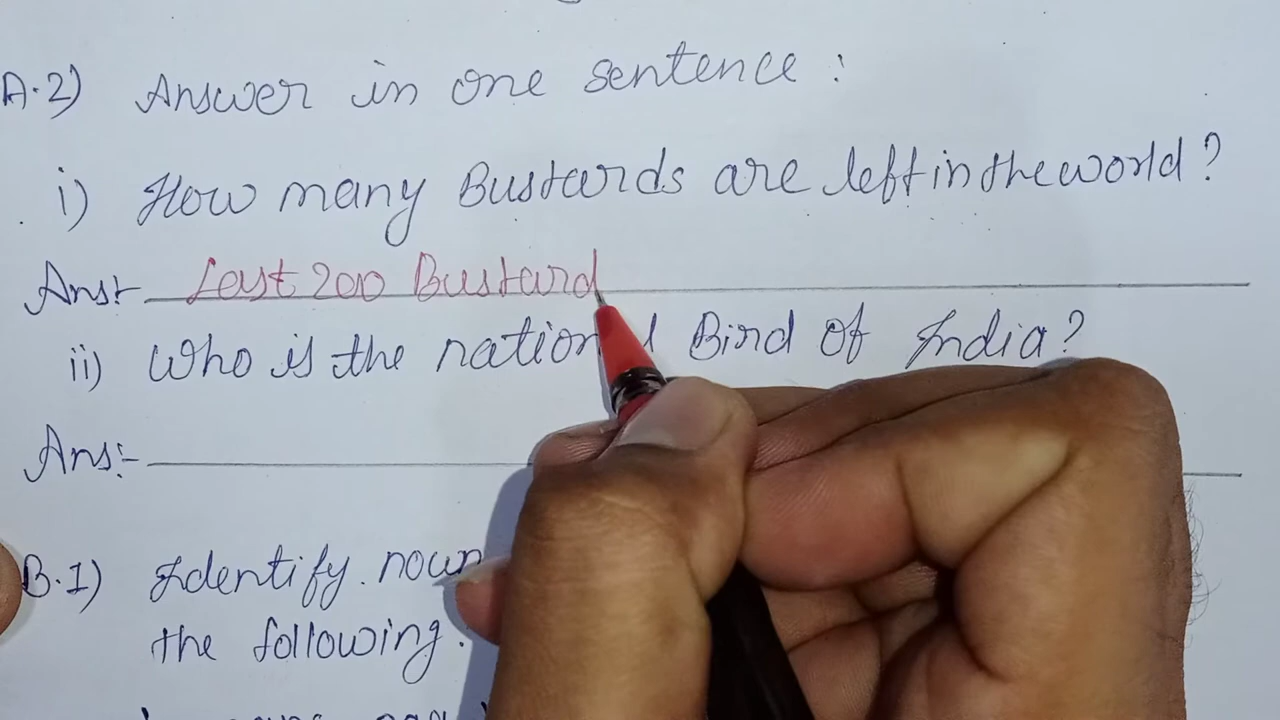 A.2) Answer in one sentence :
i) How many Bustards are left in the world ?
Ans:- Least 200 Bustard
ii) Who is the national Bird of India ?
Ans:-
B.1) Identify noun
the following.